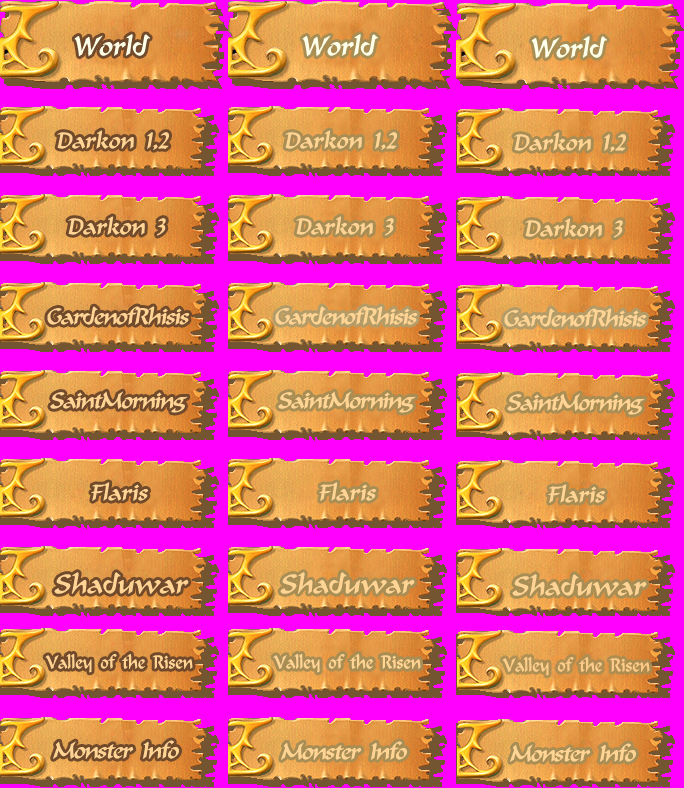 World World World
Darkon 1,2 Darkon 1,2 Darkon 1,2
Darkon 3 Darkon 3 Darkon 3
GardenofRhisis GardenofRhisis GardenofRhisis
SaintMorning SaintMorning SaintMorning
Flaris Flaris Flaris
Shaduwar Shaduwar Shaduwar
Valley of the Risen Valley of the Risen Valley of the Risen
Monster Info Monster Info Monster Info